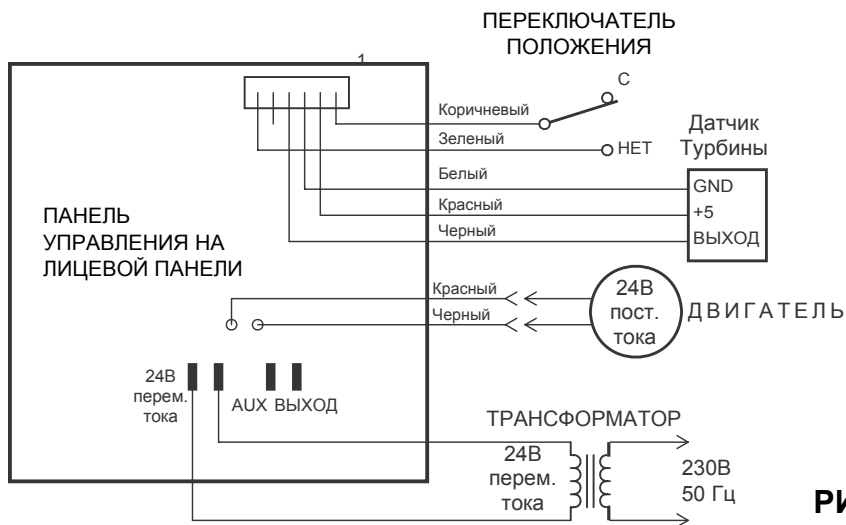 ПЕРЕКЛЮЧАТЕЛЬ
ПОЛОЖЕНИЯ
1
С
Коричневый
Зеленый
НЕТ
Датчик
Турбины
Белый
GND
Красный
+5
Черный
ВЫХОД
ПАНЕЛЬ
УПРАВЛЕНИЯ НА
ЛИЦЕВОЙ ПАНЕЛИ
Красный
Черный
24В
пост.
тока
ДВИГАТЕЛЬ
24В
перем.
тока
AUX ВЫХОД
ТРАНСФОРМАТОР
24В
перем.
тока
230В
50 Гц